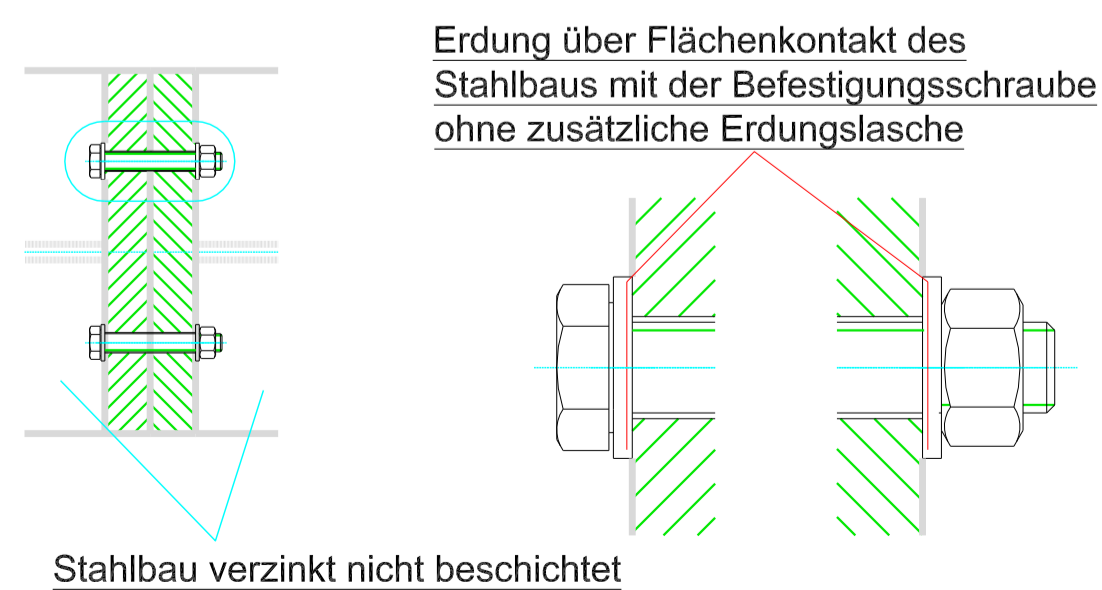 Erdung über Flächenkontakt des
Stahlbaus mit der Befestigungsschraube
ohne zusätzliche Erdungslasche
Stahlbau verzinkt nicht beschichtet